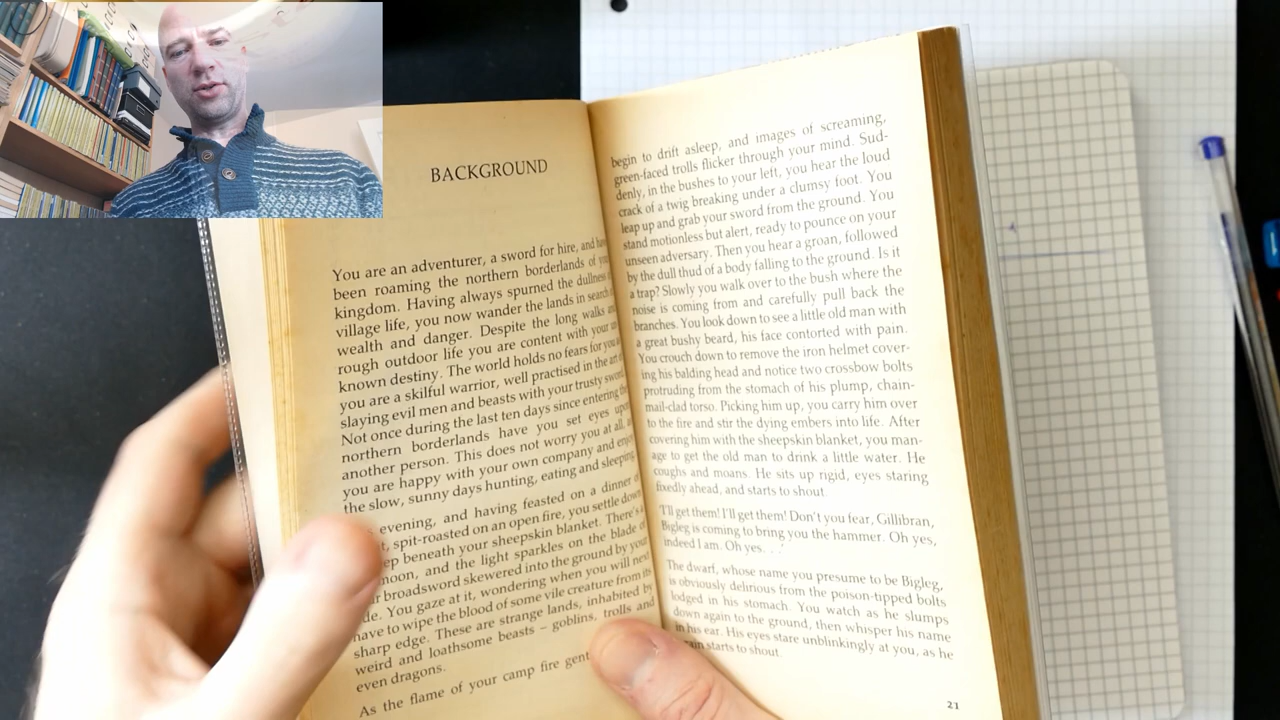 BACKGROUND
You are an adventurer, a sword for hire, and
been roaming the northern borderlands of
kingdom. Having always spurned the dullness
village life, you now wander the lands in search
wealth and danger. Despite the long walks
rough outdoor life you are content with your
known destiny. The world holds no fears for
you are a skilful warrior, well practised in the
slaying evil men and beasts with your trusty
Not once during the last ten days since entering
northern borderlands have you set eyes
another person. This does not worry you at all,
you are happy with your own company and
the slow, sunny days hunting, eating and sleeping
evening, and having feasted on a dinner
spit-roasted on an open fire, you settle down
beneath your sheepskin blanket. There's
moon, and the light sparkles on the blade
broadsword skewered into the ground by
You gaze at it, wondering when you will
have to wipe the blood of some vile creature from
sharp edge. These are strange lands, inhabited by
weird and loathsome beasts – goblins, trolls and
even dragons.
As the flame of your camp fire
begin to drift asleep, and images of screaming,
green-faced trolls flicker through your mind. Sud-
denly, in the bushes to your left, you hear the loud
crack of a twig breaking under a clumsy foot. You
leap up and grab your sword from the ground. You
stand motionless but alert, ready to pounce on your
unseen adversary. Then you hear a groan, followed
by the dull thud of a body falling to the ground. Is it
a trap? Slowly you walk over to the bush where the
noise is coming from and carefully pull back the
branches. You look down to see a little old man with
a great bushy beard, his face contorted with pain.
You crouch down to remove the iron helmet cover-
ing his balding head and notice two crossbow bolts
protruding from the stomach of his plump, chain-
mail-clad torso. Picking him up, you carry him over
to the fire and stir the dying embers into life. After
covering him with the sheepskin blanket, you man-
age to get the old man to drink a little water. He
coughs and moans. He sits up rigid, eyes staring
fixedly ahead, and starts to shout.
'I'll get them! I'll get them! Don't you fear, Gillibran,
Bigleg is coming to bring you the hammer. Oh yes,
indeed I am. Oh yes. . .'
The dwarf, whose name you presume to be Bigleg,
is obviously delirious from the poison-tipped bolts
lodged in his stomach. You watch as he slumps
down again to the ground, then whisper his name
in his ear. His eyes stare unblinkingly at you, as he
starts to shout.
21